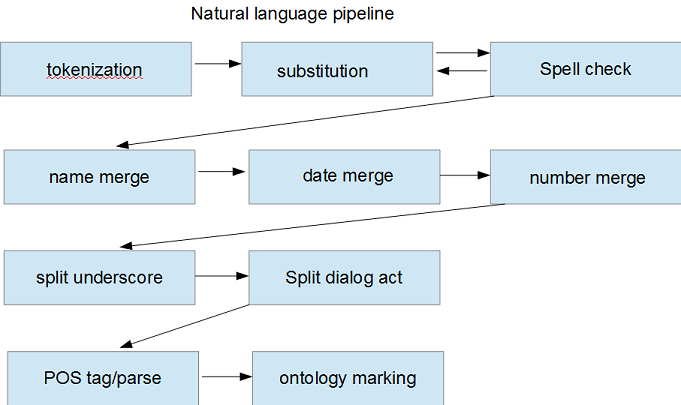 Natural language pipeline
tokenization
substitution
Spell check
name merge
date merge
number merge
split underscore
Split dialog act
POS tag/parse
ontology marking